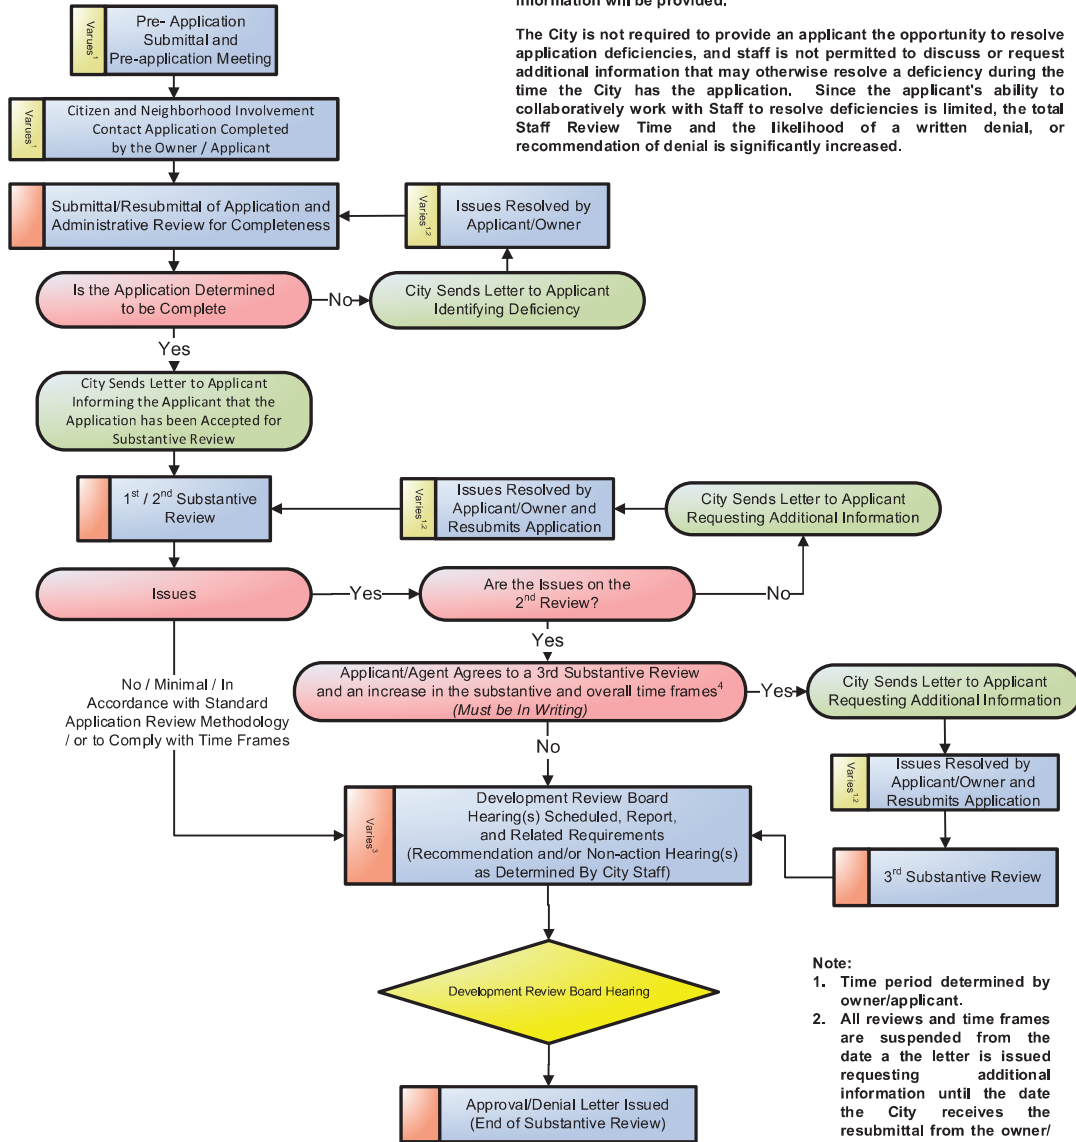 information will be provided.
The City is not required to provide an applicant the opportunity to resolve
application deficiencies, and staff is not permitted to discuss or request
additional information that may otherwise resolve a deficiency during the
time the City has the application. Since the applicant's ability to
collaboratively work with Staff to resolve deficiencies is limited, the total
Staff Review Time and the likelihood of a written denial, or
recommendation of denial is significantly increased.
Varues1
Pre- Application
Submittal and
Pre-application Meeting
Varues1
Citizen and Neighborhood Involvement
Contact Application Completed
by the Owner / Applicant
Submittal/Resubmittal of Application and
Administrative Review for Completeness
Varies1,2
Issues Resolved by
Applicant/Owner
Is the Application Determined
to be Complete
No
City Sends Letter to Applicant
Identifying Deficiency
Yes
City Sends Letter to Applicant
Informing the Applicant that the
Application has been Accepted for
Substantive Review
1st / 2nd Substantive
Review
Varies1,2
Issues Resolved by
Applicant/Owner and
Resubmits Application
City Sends Letter to Applicant
Requesting Additional Information
Issues
Yes
Are the Issues on the
2nd Review?
No
Yes
No / Minimal / In
Accordance with Standard
Application Review Methodology
/ or to Comply with Time Frames
Applicant/Agent Agrees to a 3rd Substantive Review
and an increase in the substantive and overall time frames4
(Must be In Writing)
Yes
City Sends Letter to Applicant
Requesting Additional Information
No
Varies1,2
Issues Resolved by
Applicant/Owner and
Resubmits Application
Varies3
Development Review Board
Hearing(s) Scheduled, Report,
and Related Requirements
(Recommendation and/or Non-action Hearing(s)
as Determined By City Staff)
3rd Substantive Review
Development Review Board Hearing
Approval/Denial Letter Issued
(End of Substantive Review)
Note:
1. Time period determined by
owner/applicant.
2. All reviews and time frames
are suspended from the
date a the letter is issued
requesting additional
information until the date
the City receives the
resubmittal from the owner/